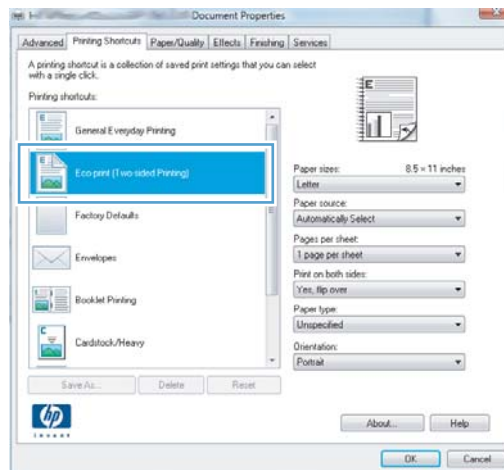 Document Properties
Advanced Printing Shortcuts Paper/Quality Effects Finishing Services
A printing shortcut is a collection of saved print settings that you can select
with a single click.
Printing shortcuts:
General Everyday Printing
Eco-print (Two-sided Printing)
Factory Defaults
Envelopes
Booklet Printing
Cardstock/Heavy
Save As... Delete Reset
Paper sizes: 8.5 × 11 inches
Letter
Paper source:
Automatically Select
Pages per sheet:
1 page per sheet
Print on both sides:
Yes, flip over
Paper type:
Unspecified
Orientation:
Portrait
hp
invent
About... Help
OK Cancel